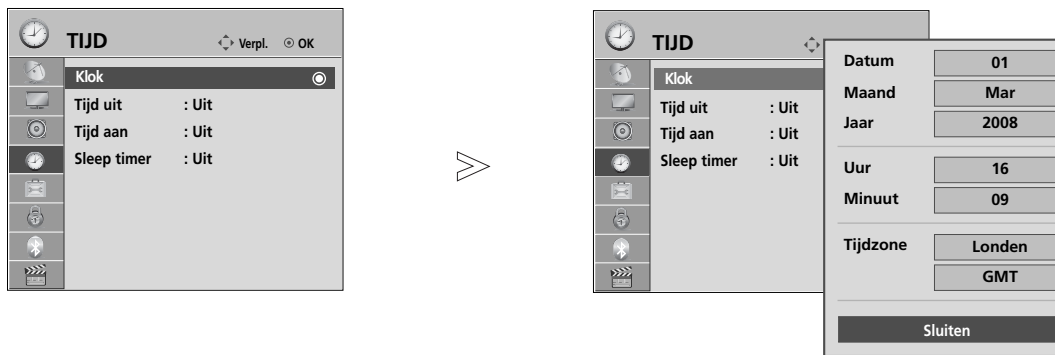 TIJD Verpl. OK
Klok
Tijd uit : Uit
Tijd aan : Uit :
Sleep timer : Uit
TIJD
Klok
Tijd uit : Uit
Tijd aan : Uit
Sleep timer : Uit
Datum 01
Maand Mar
Jaar 2008
Uur 16
Minuut 09
Tijdzone Londen
GMT
Sluiten